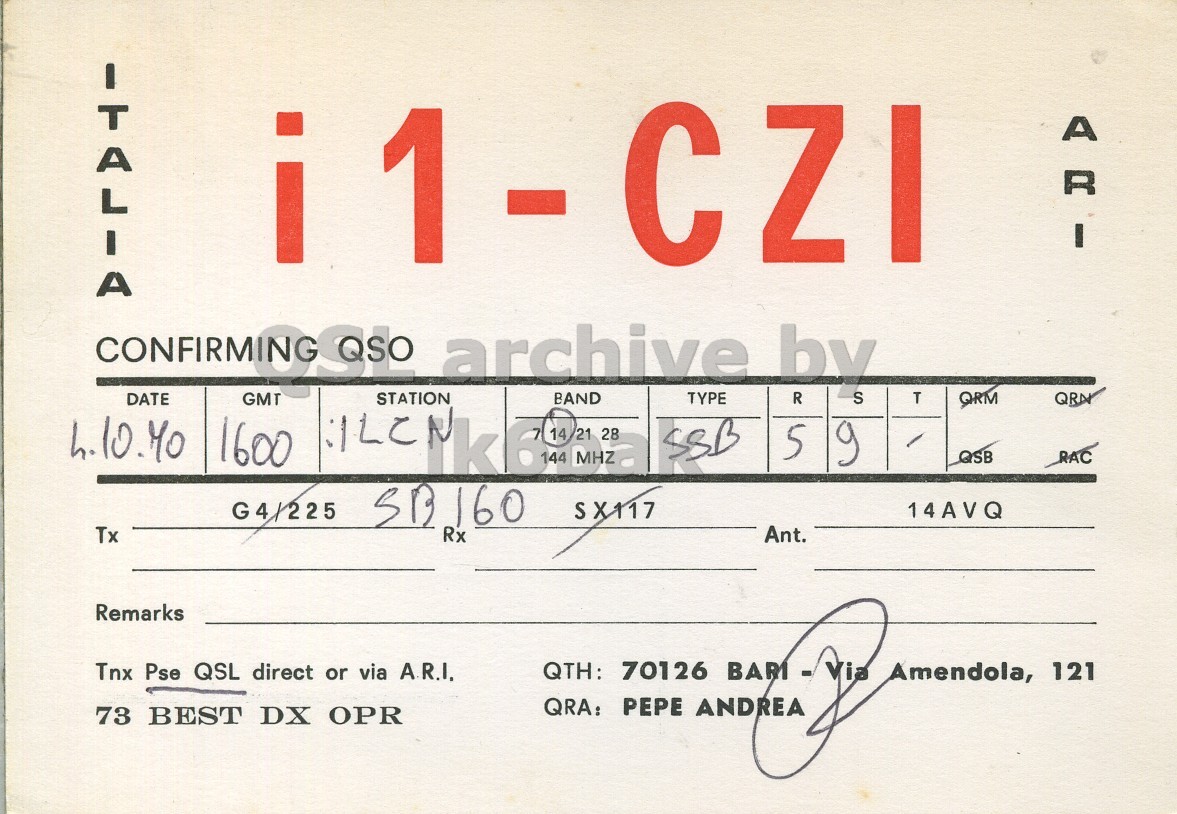 ITALIA
i1-CZI
ARI
QSL archive by
ik6bak
CONFIRMING QSO
DATE GMT STATION BAND TYPE R S T QRM QRN
4.10.70 1600 i1LCN 7 14/21 28 SSB 5 9 -
144 MHZ QSB RAC
G4/225 SB160 SX117 14AVQ
Tx Rx Ant.
Remarks
Tnx Pse QSL direct or via A.R.I. QTH: 70126 BARI - Via Amendola, 121
73 BEST DX OPR QRA: PEPE ANDREA